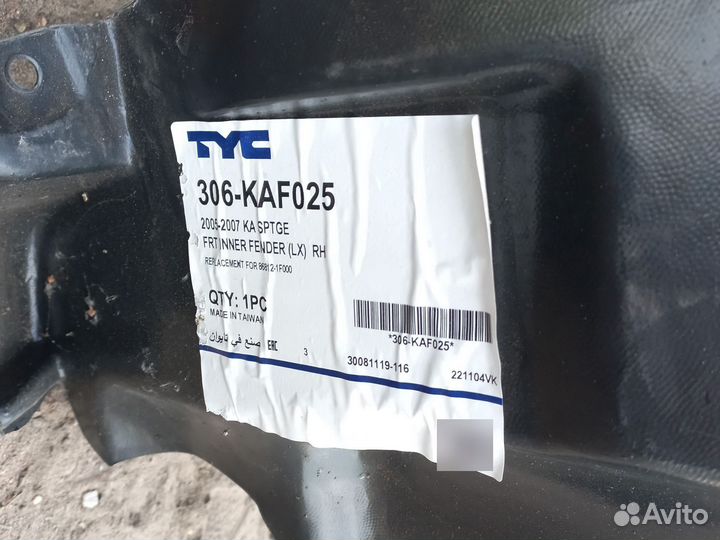 TYC
306-KAF025
2005-2007 KA SPTGE
FRT INNER FENDER (LX) RH
REPLACEMENT FOR 86812-1F000
QTY: 1PC
MADE IN TAIWAN
*306-KAF025*
صنع في تايوان EAC 3 30081119-116 221104VK
Avito